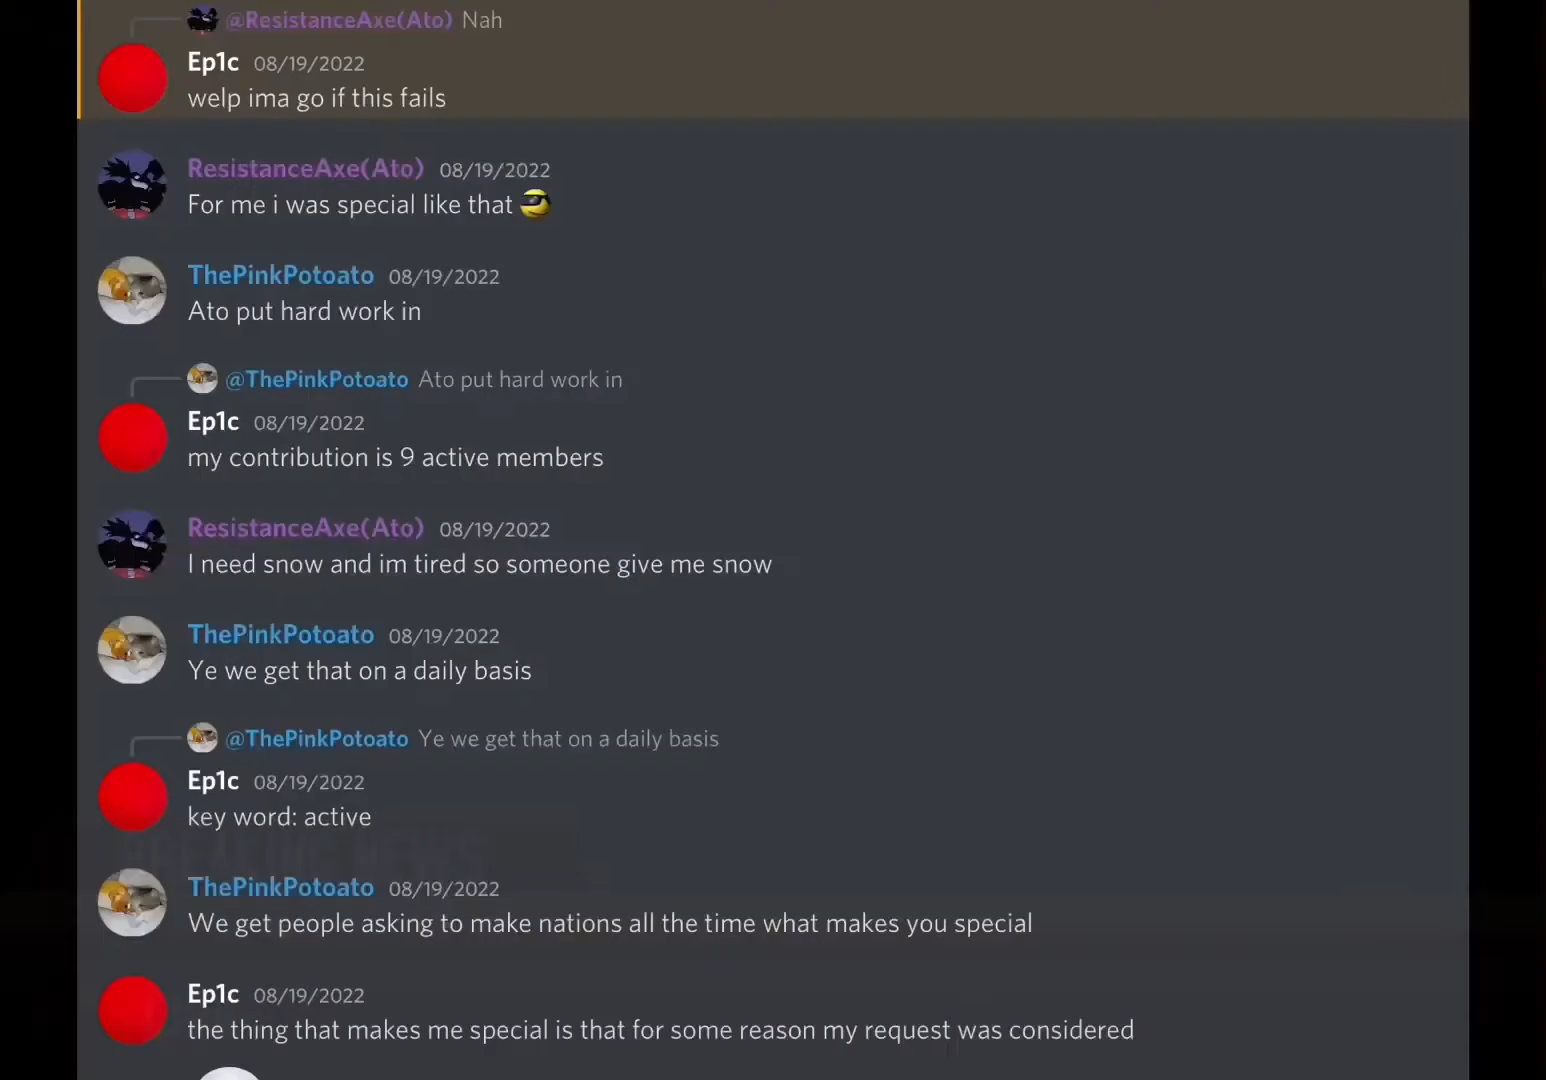 @ResistanceAxe(Ato) Nah
Ep1c 08/19/2022
welp ima go if this fails
ResistanceAxe(Ato) 08/19/2022
For me i was special like that
ThePinkPotoato 08/19/2022
Ato put hard work in
@ThePinkPotoato Ato put hard work in
Ep1c 08/19/2022
my contribution is 9 active members
ResistanceAxe(Ato) 08/19/2022
I need snow and im tired so someone give me snow
ThePinkPotoato 08/19/2022
Ye we get that on a daily basis
@ThePinkPotoato Ye we get that on a daily basis
Ep1c 08/19/2022
key word: active
BREAKING NEWS
ThePinkPotoato 08/19/2022
We get people asking to make nations all the time what makes you special
Ep1c 08/19/2022
the thing that makes me special is that for some reason my request was considered